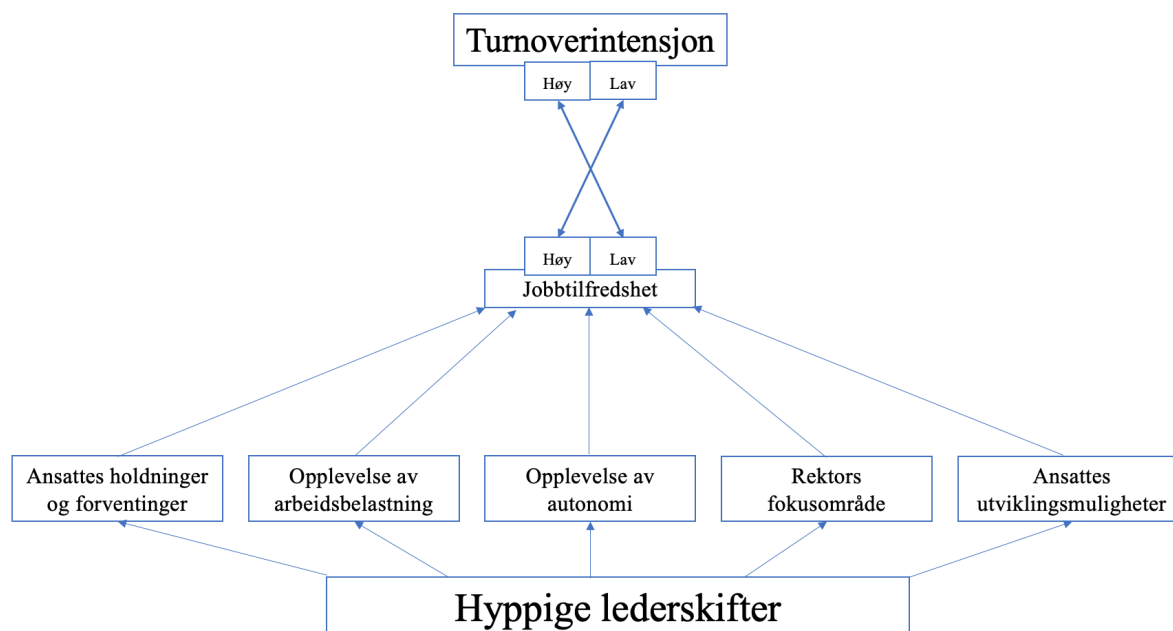 Turnoverintensjon
Høy Lav
Høy Lav
Jobbtilfredshet
Ansattes holdninger
og forventinger
Opplevelse av
arbeidsbelastning
Opplevelse av
autonomi
Rektors
fokusområde
Ansattes
utviklingsmuligheter
Hyppige lederskifter